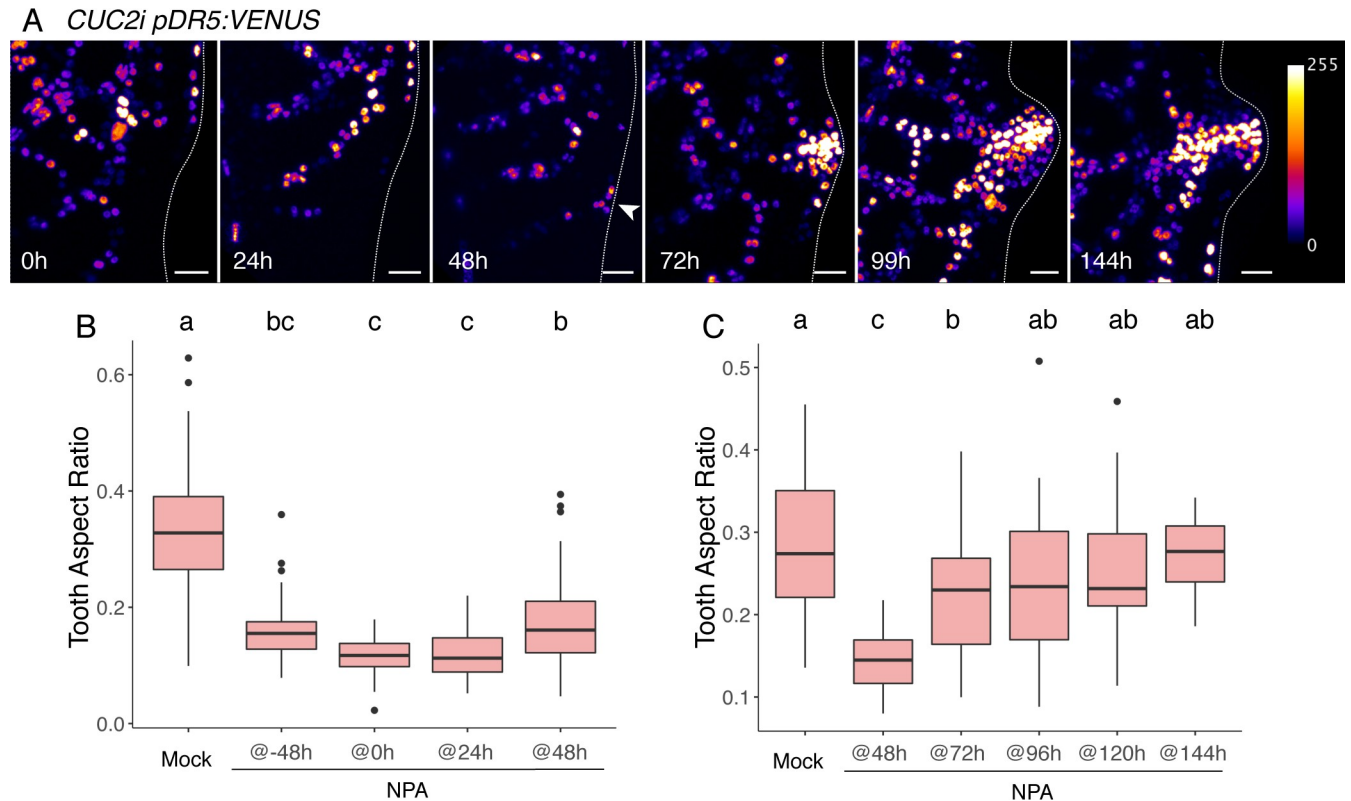 A CUC2i pDR5:VENUS
255
0
0h 24h 48h 72h 99h 144h
B a bc c c b
Tooth Aspect Ratio
0.6
0.4
0.2
0.0
Mock @-48h @0h @24h @48h
NPA
C a c b ab ab ab
Tooth Aspect Ratio
0.5
0.4
0.3
0.2
0.1
Mock @48h @72h @96h @120h @144h
NPA